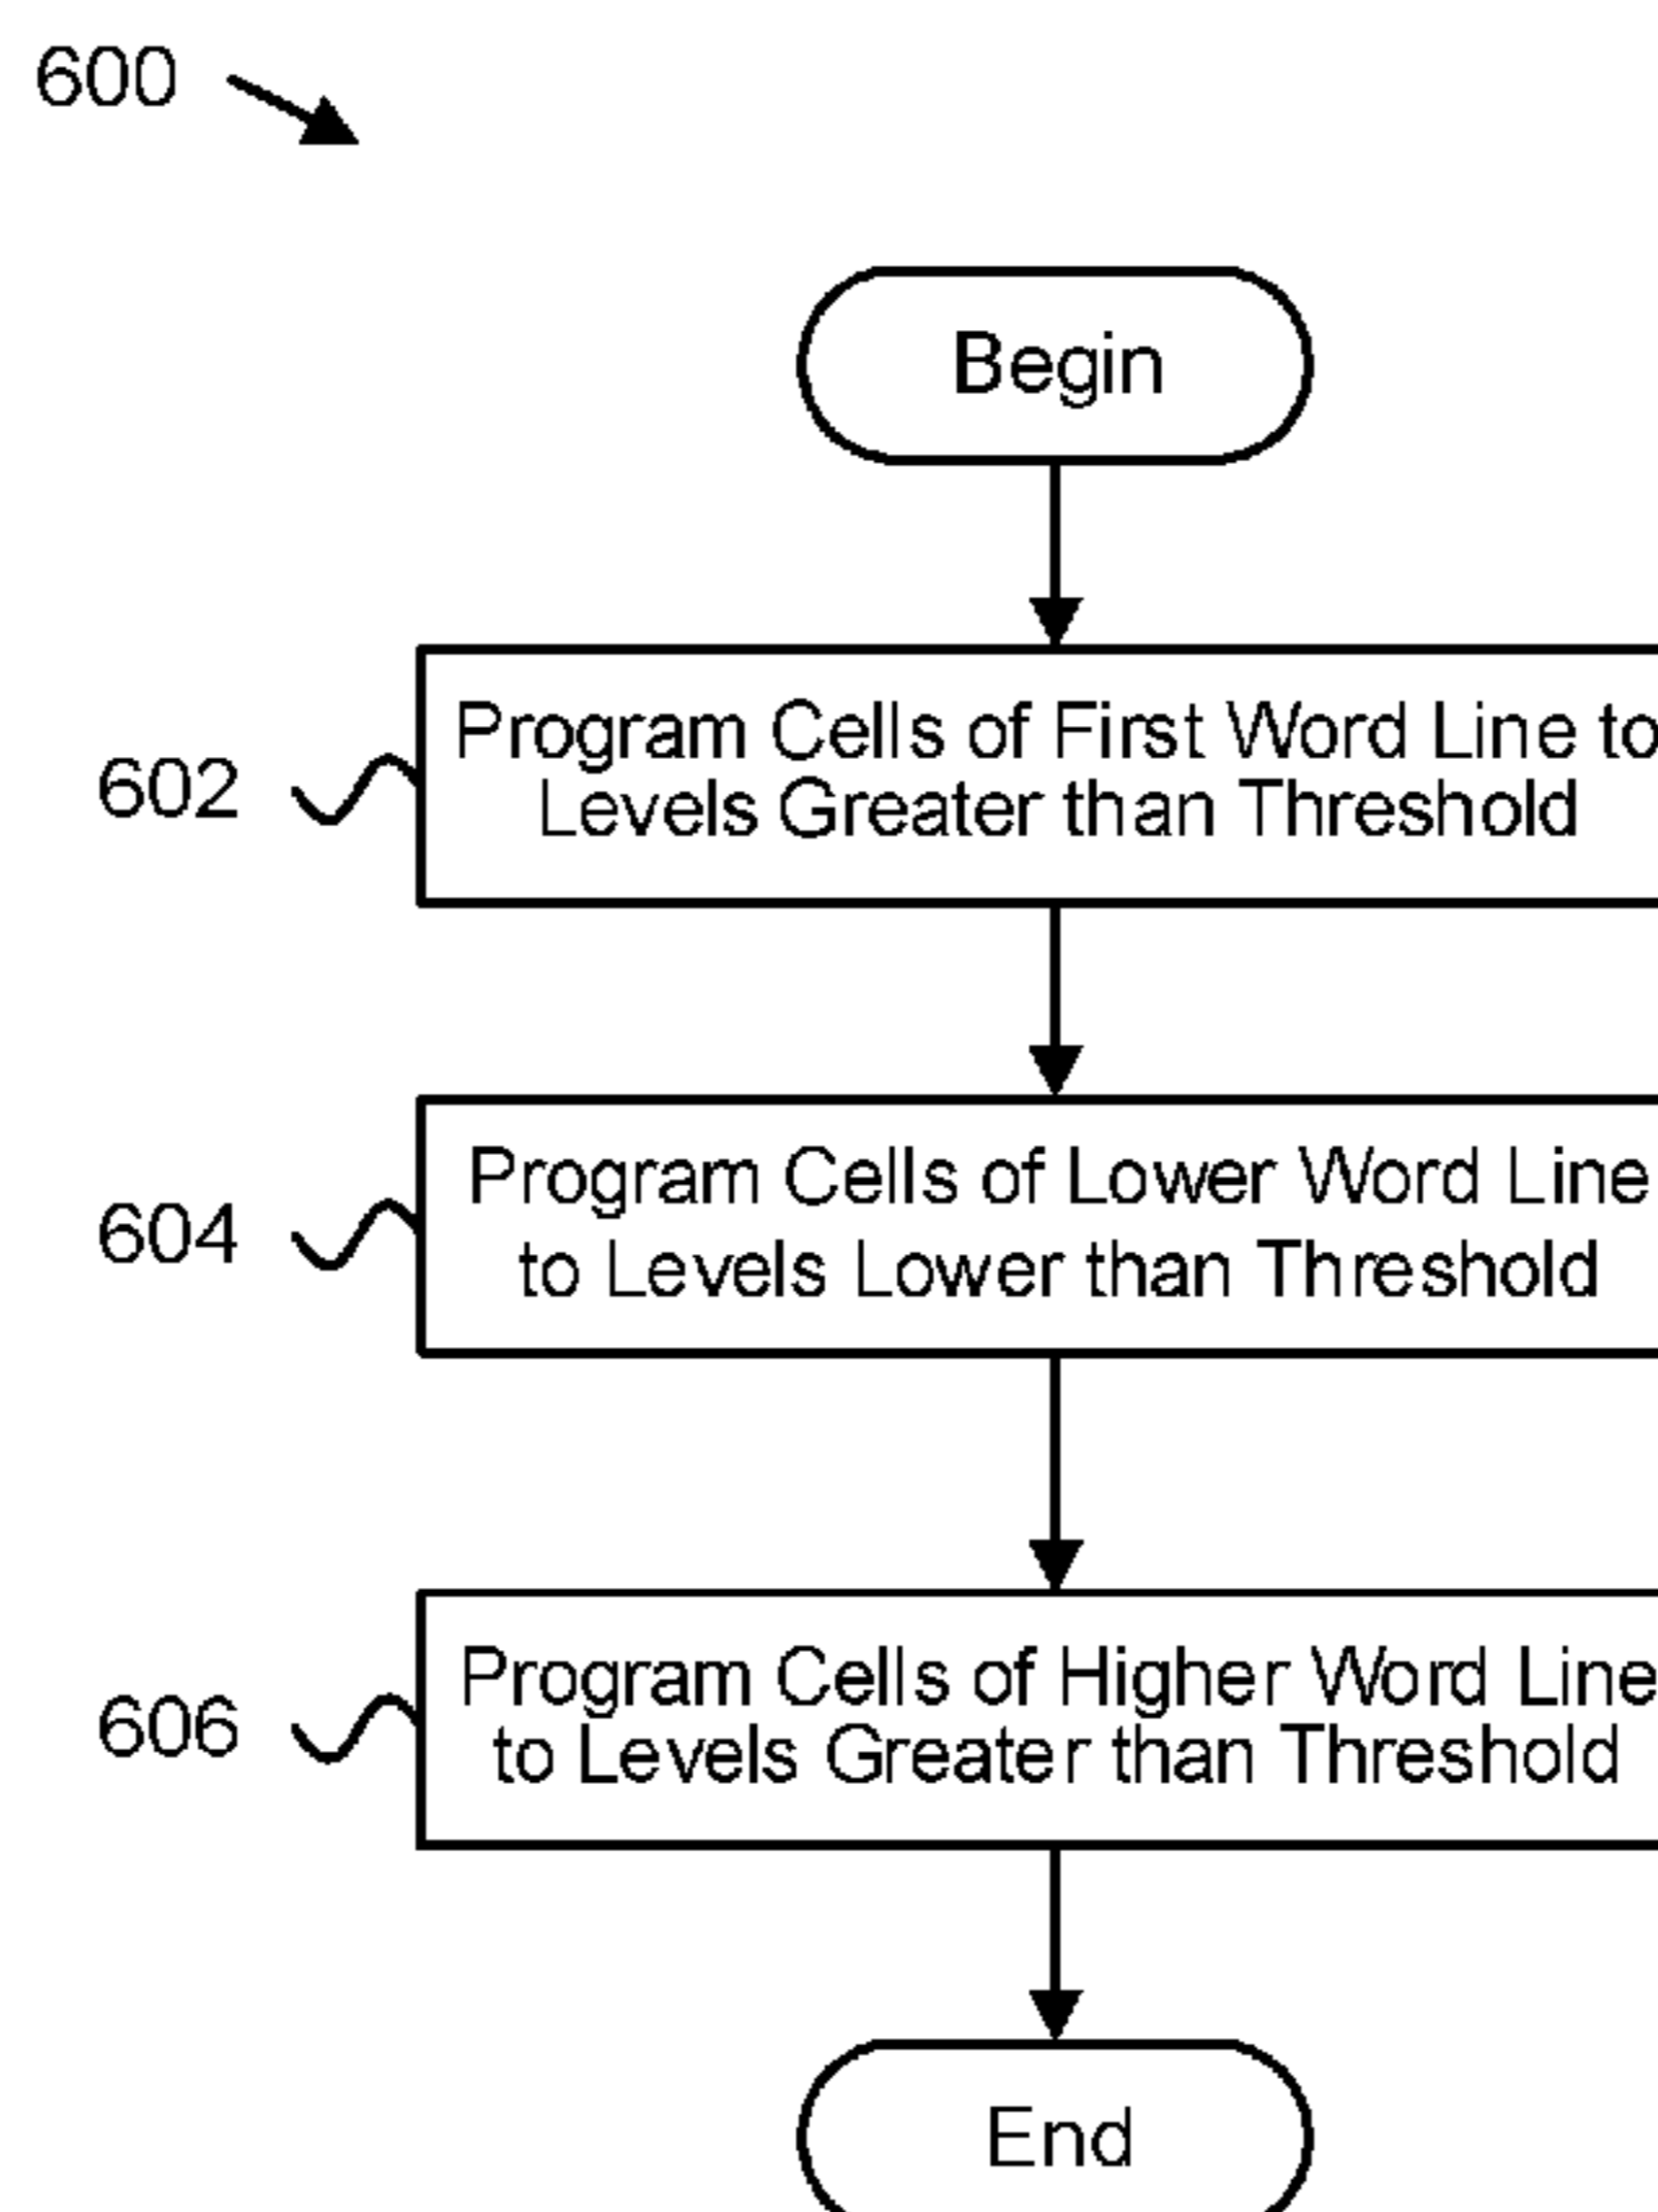 600
Begin
602
Program Cells of First Word Line to
Levels Greater than Threshold
604
Program Cells of Lower Word Line
to Levels Lower than Threshold
606
Program Cells of Higher Word Line
to Levels Greater than Threshold
End